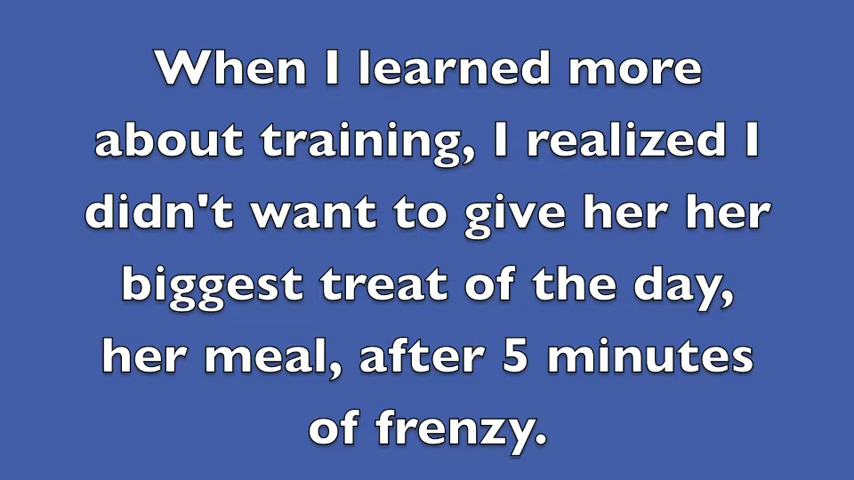 When I learned more
about training, I realized I
didn't want to give her her
biggest treat of the day,
her meal, after 5 minutes
of frenzy.